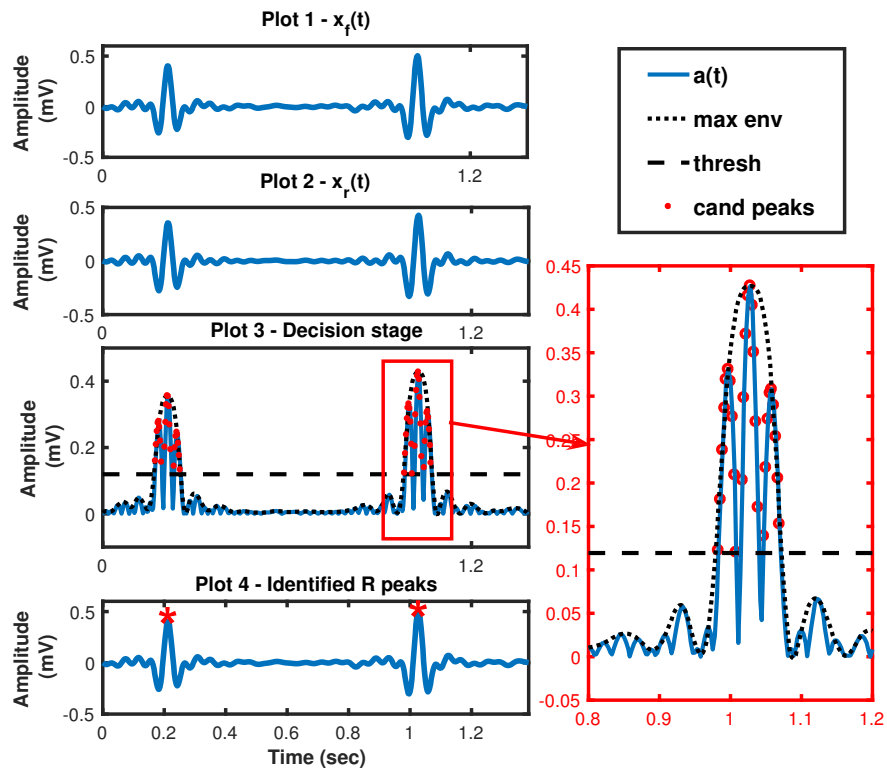 Plot 1 - x_f(t)
Amplitude
(mV)
0.5
0
-0.5
0
1.2
Plot 2 - x_r(t)
Amplitude
(mV)
0.5
0
-0.5
0
1.2
Plot 3 - Decision stage
Amplitude
(mV)
0.4
0.2
0
0
1.2
Plot 4 - Identified R peaks
Amplitude
(mV)
0.5
0
-0.5
0 0.2 0.4 0.6 0.8 1 1.2
Time (sec)
a(t)
max env
thresh
cand peaks
0.45
0.4
0.35
0.3
0.25
0.2
0.15
0.1
0.05
0
-0.05
0.8 0.9 1 1.1 1.2